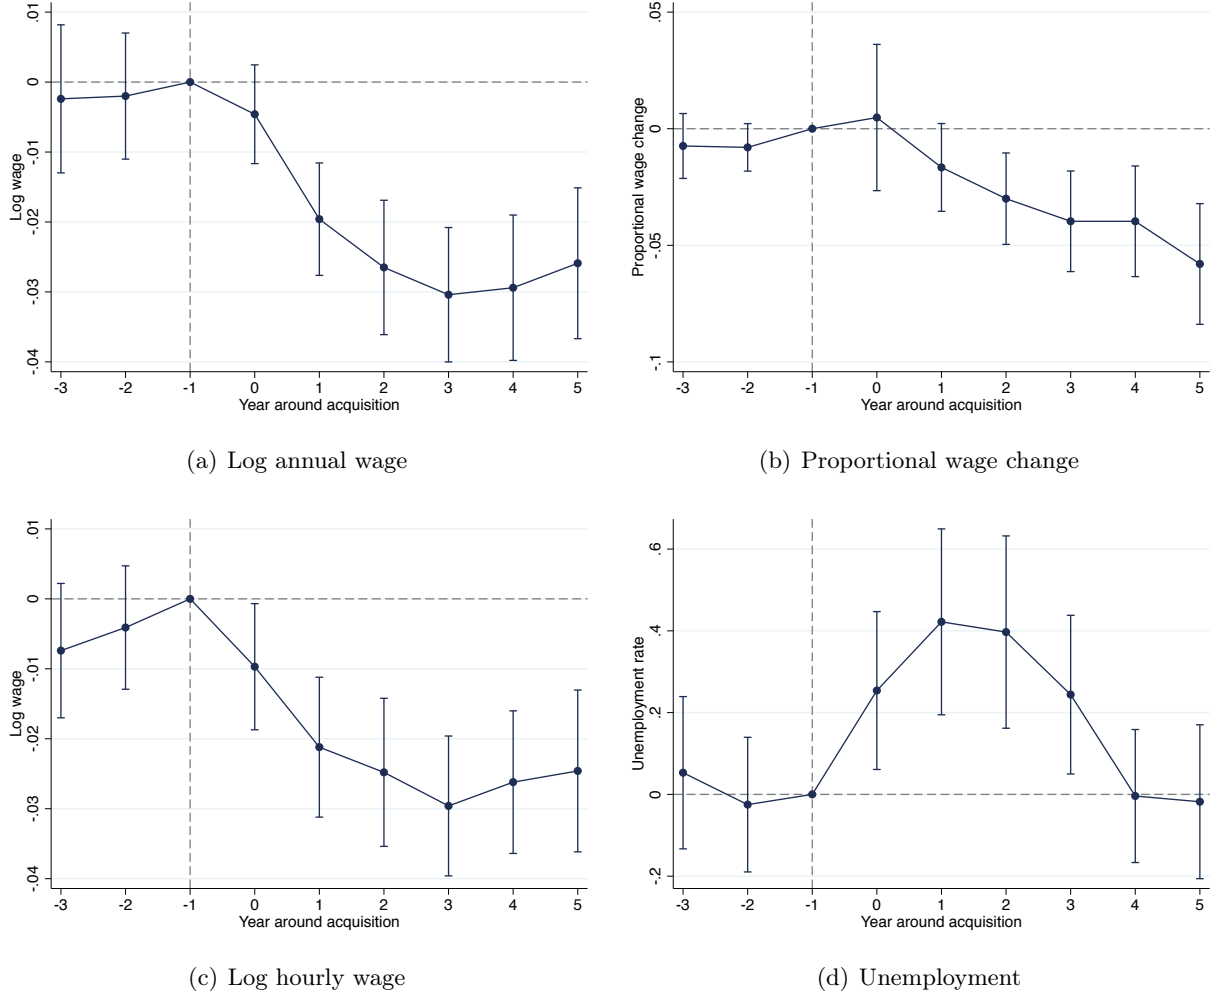 Log wage
.01
0
-.01
-.02
-.03
-.04
-3 -2 -1 0 1 2 3 4 5
Year around acquisition
(a) Log annual wage
Proportional wage change
.05
0
-.05
-.1
-3 -2 -1 0 1 2 3 4 5
Year around acquisition
(b) Proportional wage change
Log wage
.01
0
-.01
-.02
-.03
-.04
-3 -2 -1 0 1 2 3 4 5
Year around acquisition
(c) Log hourly wage
Unemployment rate
.6
.4
.2
0
-.2
-3 -2 -1 0 1 2 3 4 5
Year around acquisition
(d) Unemployment